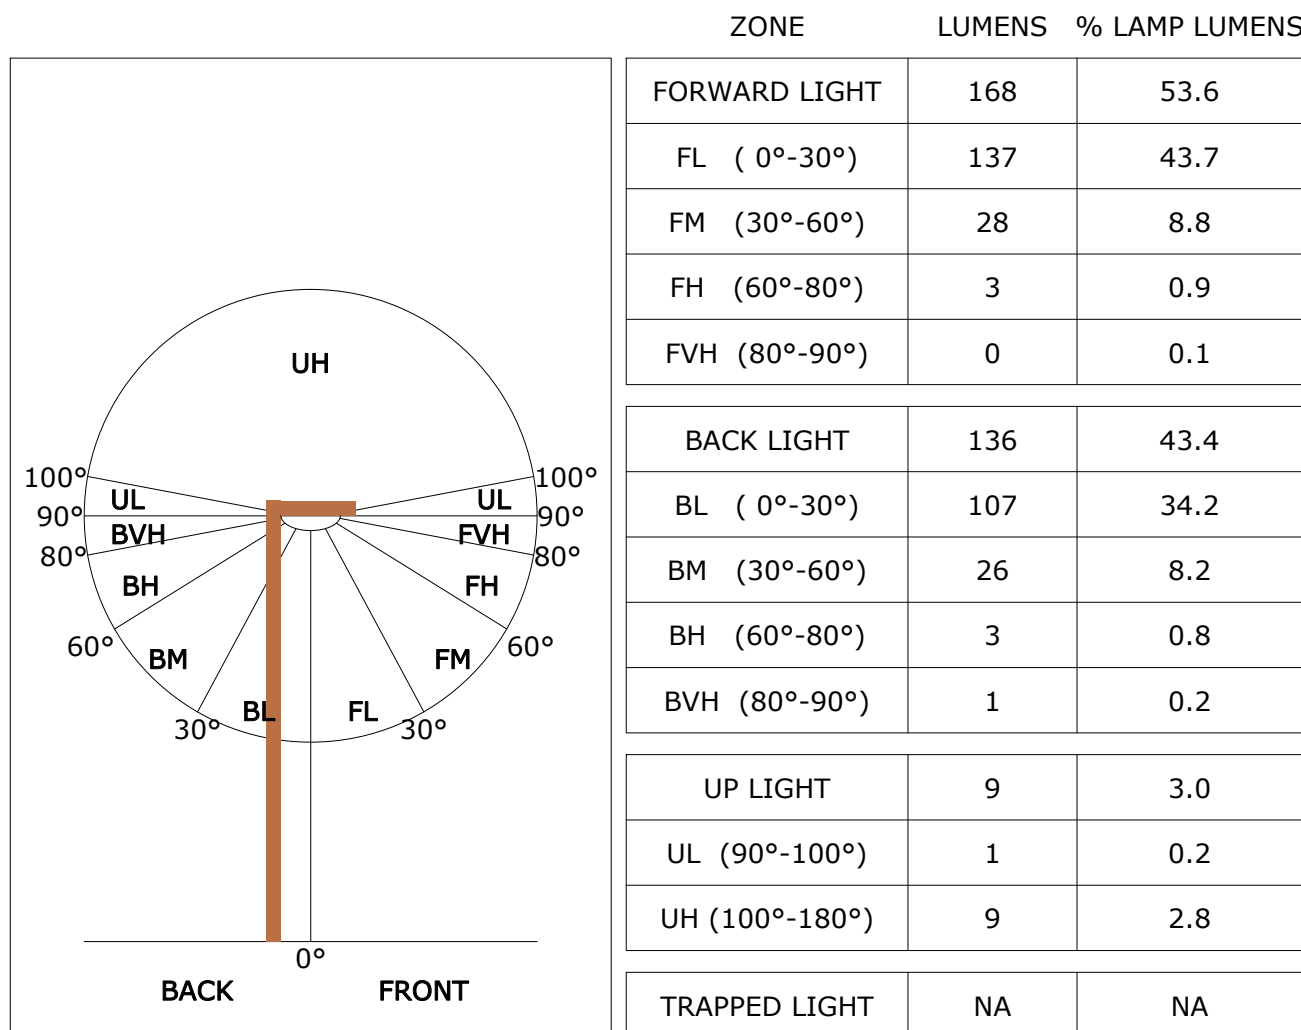 ZONE LUMENS % LAMP LUMENS
FORWARD LIGHT 168 53.6
FL ( 0°-30°) 137 43.7
FM (30°-60°) 28 8.8
FH (60°-80°) 3 0.9
FVH (80°-90°) 0 0.1
BACK LIGHT 136 43.4
BL ( 0°-30°) 107 34.2
BM (30°-60°) 26 8.2
BH (60°-80°) 3 0.8
BVH (80°-90°) 1 0.2
UP LIGHT 9 3.0
UL (90°-100°) 1 0.2
UH (100°-180°) 9 2.8
TRAPPED LIGHT NA NA
UH
100° 100°
UL UL
90° 90°
BVH FVH
80° 80°
BH FH
60° 60°
BM FM
BL FL
30° 30°
0°
BACK FRONT